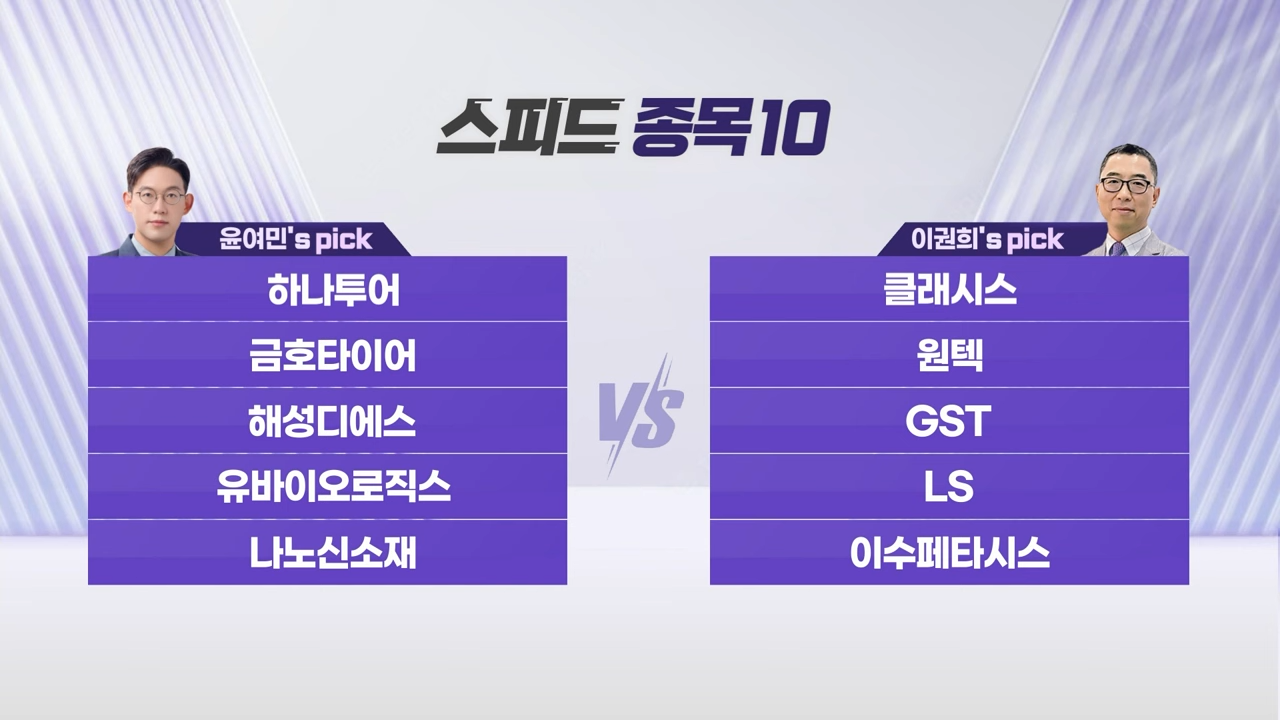 스피드 종목10
윤여민's pick
하나투어
금호타이어
해성디에스
유바이오로직스
나노신소재
VS
이권희's pick
클래시스
원텍
GST
LS
이수페타시스